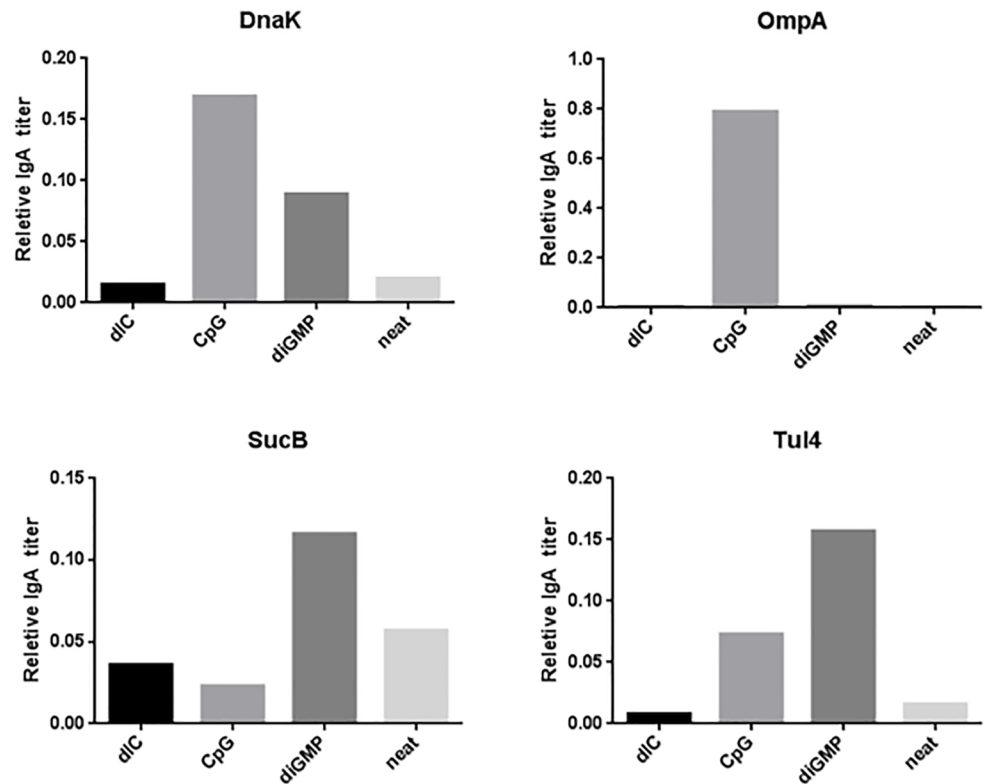 DnaK
Reletive IgA titer
0.20
0.15
0.10
0.05
0.00
dIC
CpG
diGMP
neat
OmpA
Reletive IgA titer
1.0
0.8
0.6
0.4
0.2
0.0
dIC
CpG
diGMP
neat
SucB
Reletive IgA titer
0.15
0.10
0.05
0.00
dIC
CpG
diGMP
neat
Tul4
Reletive IgA titer
0.20
0.15
0.10
0.05
0.00
dIC
CpG
diGMP
neat